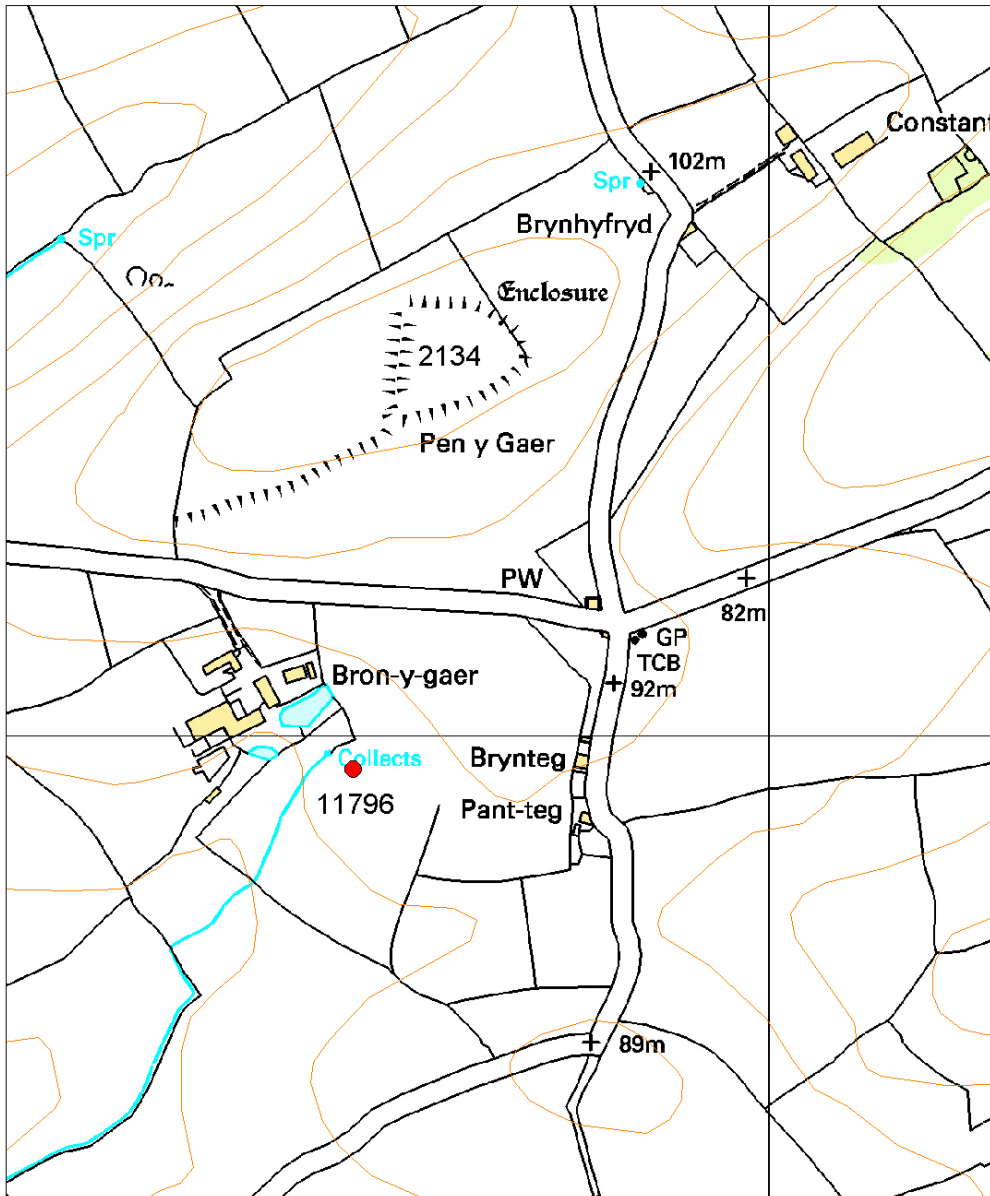 Constant
102m
Spr
Brynhyfryd
Spr
Enclosure
2134
Pen y Gaer
PW
82m
GP
TCB
92m
Bron-y-gaer
Brynteg
Collects
11796
Pant-teg
89m